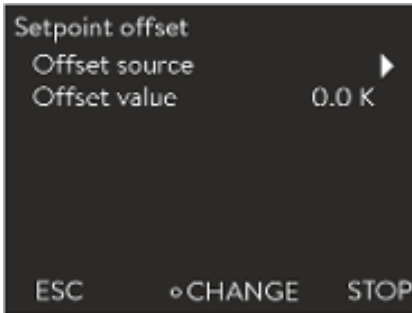 Setpoint offset
Offset source
Offset value 0.0 K
ESC CHANGE STOP